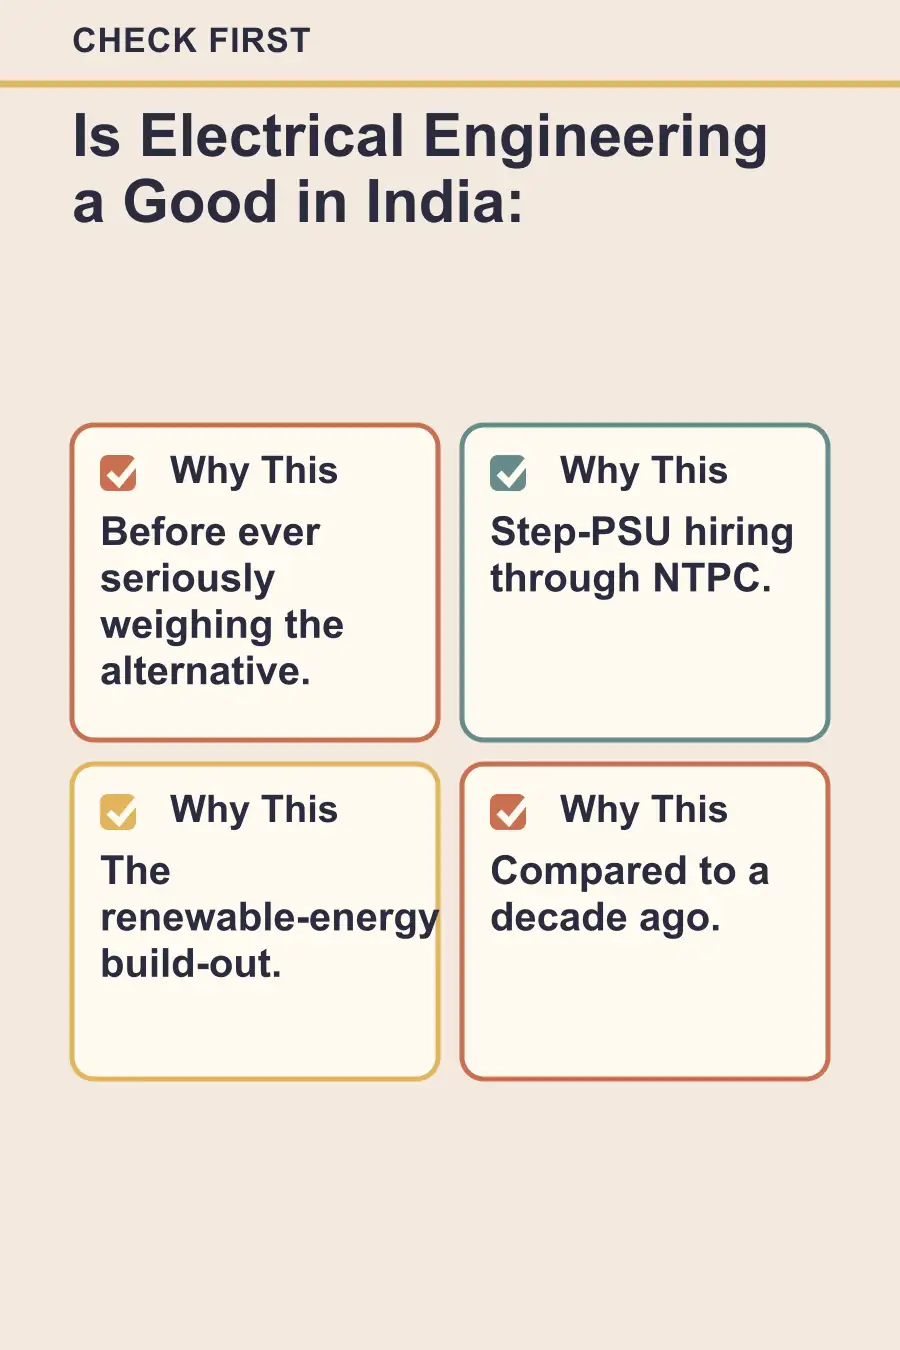 CHECK FIRST
Is Electrical Engineering
a Good in India:
Why This
Before ever
seriously
weighing the
alternative.
Why This
Step-PSU hiring
through NTPC.
Why This
The
renewable-energy
build-out.
Why This
Compared to a
decade ago.